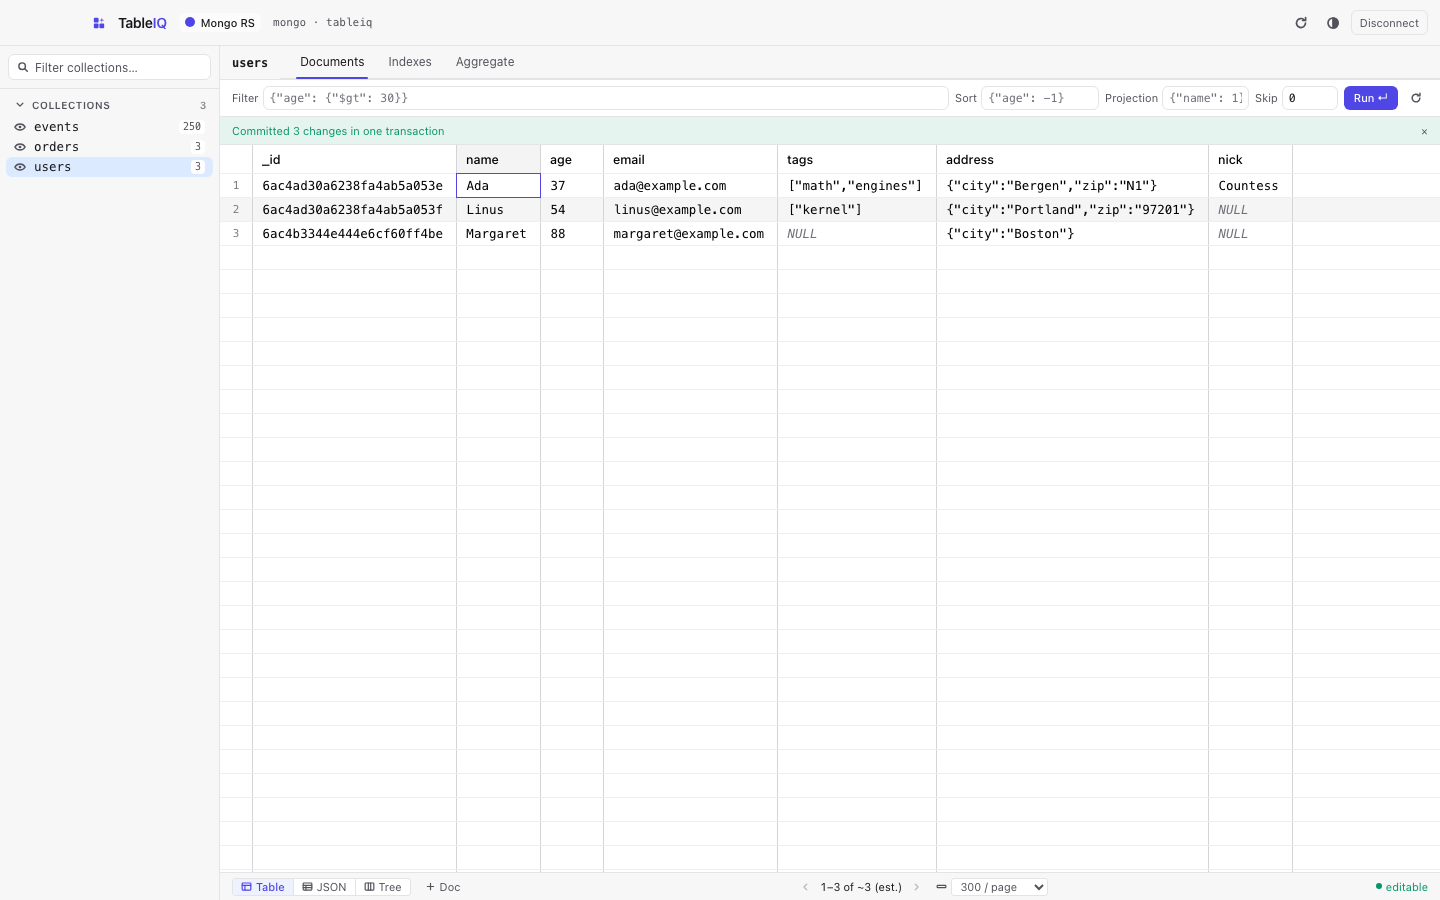 TableIQ Mongo RS mongo · tableiq Disconnect
Filter collections...
COLLECTIONS 3
events 250
orders 3
users 3
users Documents Indexes Aggregate
Filter {"age": {"$gt": 30}} Sort {"age": −1} Projection {"name": 1} Skip 0 Run ↵
Committed 3 changes in one transaction ×
_id name age email tags address nick
1 6ac4ad30a6238fa4ab5a053e Ada 37 ada@example.com ["math","engines"] {"city":"Bergen","zip":"N1"} Countess
2 6ac4ad30a6238fa4ab5a053f Linus 54 linus@example.com ["kernel"] {"city":"Portland","zip":"97201"} NULL
3 6ac4b3344e444e6cf60ff4be Margaret 88 margaret@example.com NULL {"city":"Boston"} NULL
Table JSON Tree + Doc 1–3 of ~3 (est.) 300 / page editable